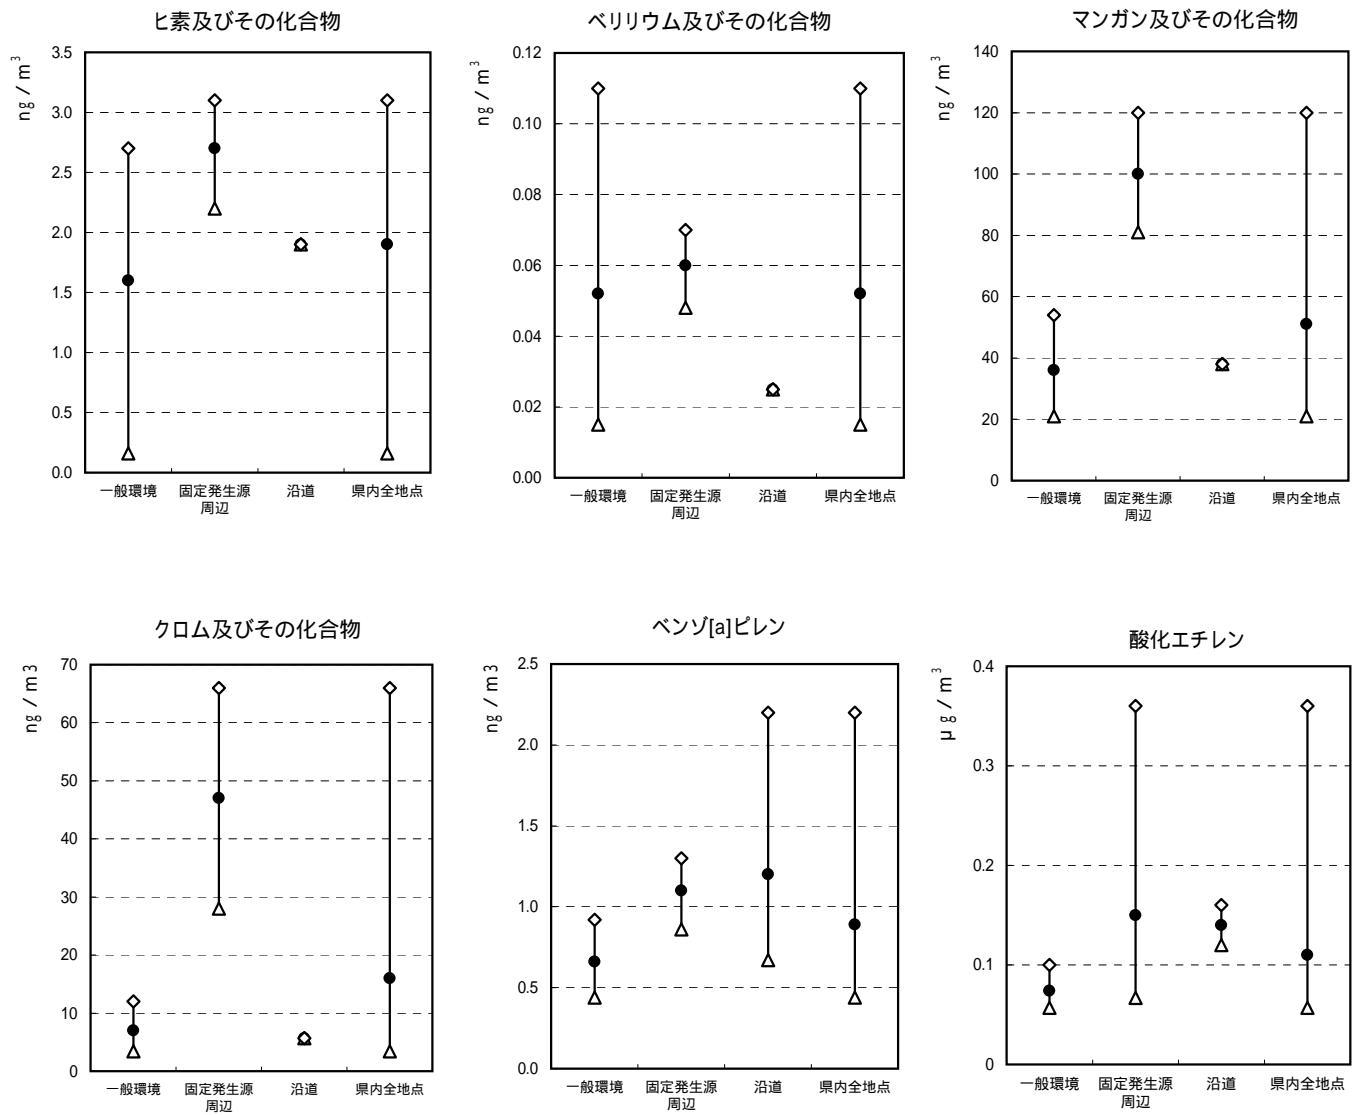 ヒ素及びその化合物
ng / m³
3.5
3.0
2.5
2.0
1.5
1.0
0.5
0.0
一般環境
固定発生源
周辺
沿道
県内全地点
ベリリウム及びその化合物
ng / m³
0.12
0.10
0.08
0.06
0.04
0.02
0.00
一般環境
固定発生源
周辺
沿道
県内全地点
マンガン及びその化合物
ng / m³
140
120
100
80
60
40
20
0
一般環境
固定発生源
周辺
沿道
県内全地点
クロム及びその化合物
ng / m3
70
60
50
40
30
20
10
0
一般環境
固定発生源
周辺
沿道
県内全地点
ベンゾ[a]ピレン
ng / m3
2.5
2.0
1.5
1.0
0.5
0.0
一般環境
固定発生源
周辺
沿道
県内全地点
酸化エチレン
μg / m³
0.4
0.3
0.2
0.1
0
一般環境
固定発生源
周辺
沿道
県内全地点